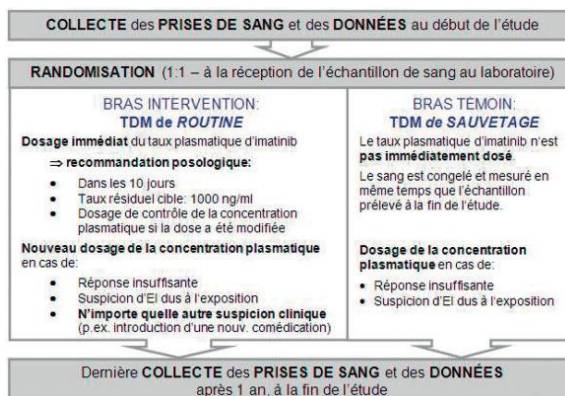 COLLECTE des PRISES DE SANG et des DONNÉES au début de l'étude
RANDOMISATION (1:1 – à la réception de l'échantillon de sang au laboratoire)
BRAS INTERVENTION:
TDM de ROUTINE
Dosage immédiat du taux plasmatique d'imatinib
⇒ recommandation posologique:
• Dans les 10 jours
• Taux résiduel cible: 1000 ng/ml
• Dosage de contrôle de la concentration
plasmatique si la dose a été modifiée
Nouveau dosage de la concentration plasmatique
en cas de:
• Réponse insuffisante
• Suspicion d'EI dus à l'exposition
• N'importe quelle autre suspicion clinique
(p.ex. introduction d'une nouv. comédication)
BRAS TÉMOIN:
TDM de SAUVETAGE
Le taux plasmatique d'imatinib n'est
pas immédiatement dosé.
Le sang est congelé et mesuré en
même temps que l'échantillon
prélevé à la fin de l'étude.
Dosage de la concentration
plasmatique en cas de:
• Réponse insuffisante
• Suspicion d'EI dus à l'exposition
Dernière COLLECTE des PRISES DE SANG et des DONNÉES
après 1 an, à la fin de l'étude